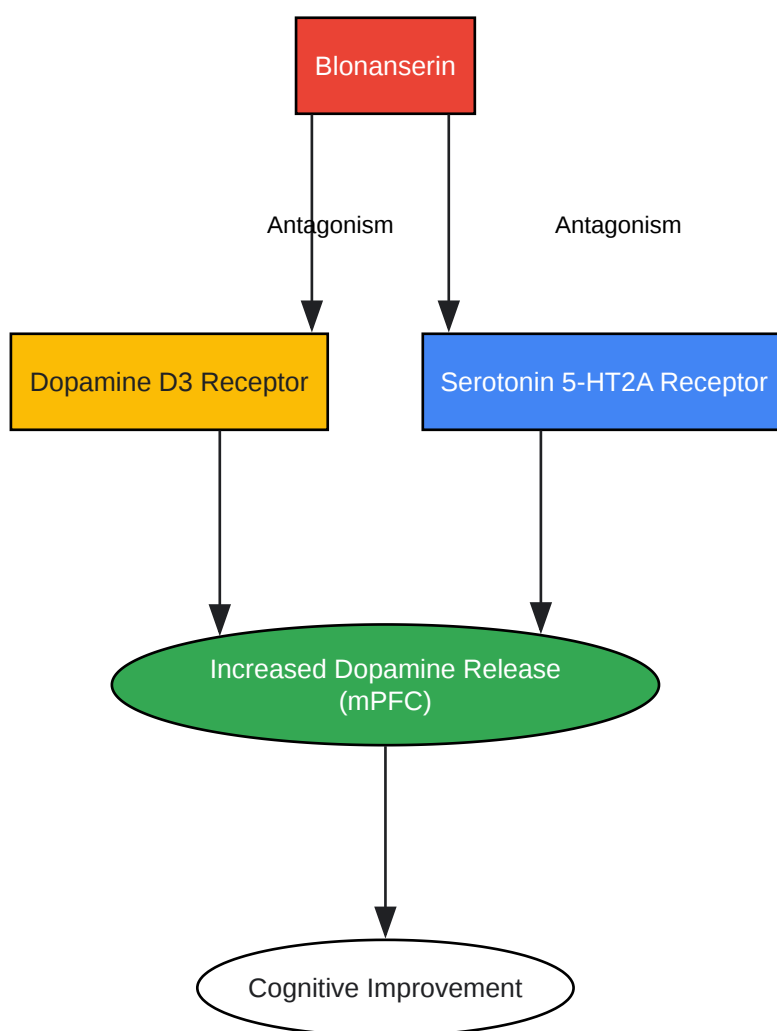 Blonanserin
Antagonism
Antagonism
Dopamine D3 Receptor
Serotonin 5-HT2A Receptor
Increased Dopamine Release
(mPFC)
Cognitive Improvement